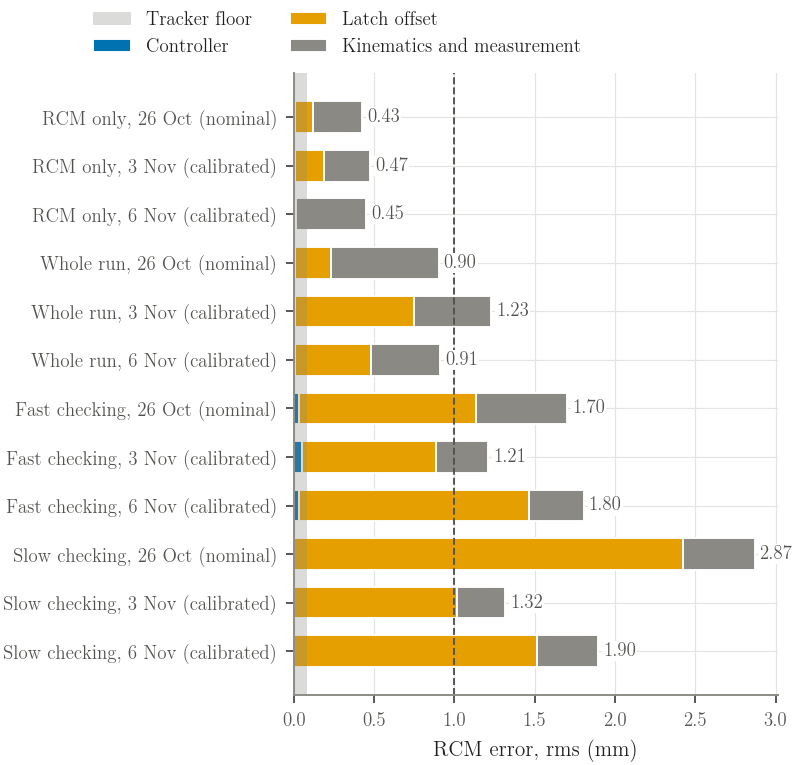 Tracker floor
Controller
Latch offset
Kinematics and measurement
RCM only, 26 Oct (nominal) 0.43
RCM only, 3 Nov (calibrated) 0.47
RCM only, 6 Nov (calibrated) 0.45
Whole run, 26 Oct (nominal) 0.90
Whole run, 3 Nov (calibrated) 1.23
Whole run, 6 Nov (calibrated) 0.91
Fast checking, 26 Oct (nominal) 1.70
Fast checking, 3 Nov (calibrated) 1.21
Fast checking, 6 Nov (calibrated) 1.80
Slow checking, 26 Oct (nominal) 2.87
Slow checking, 3 Nov (calibrated) 1.32
Slow checking, 6 Nov (calibrated) 1.90
0.0 0.5 1.0 1.5 2.0 2.5 3.0
RCM error, rms (mm)